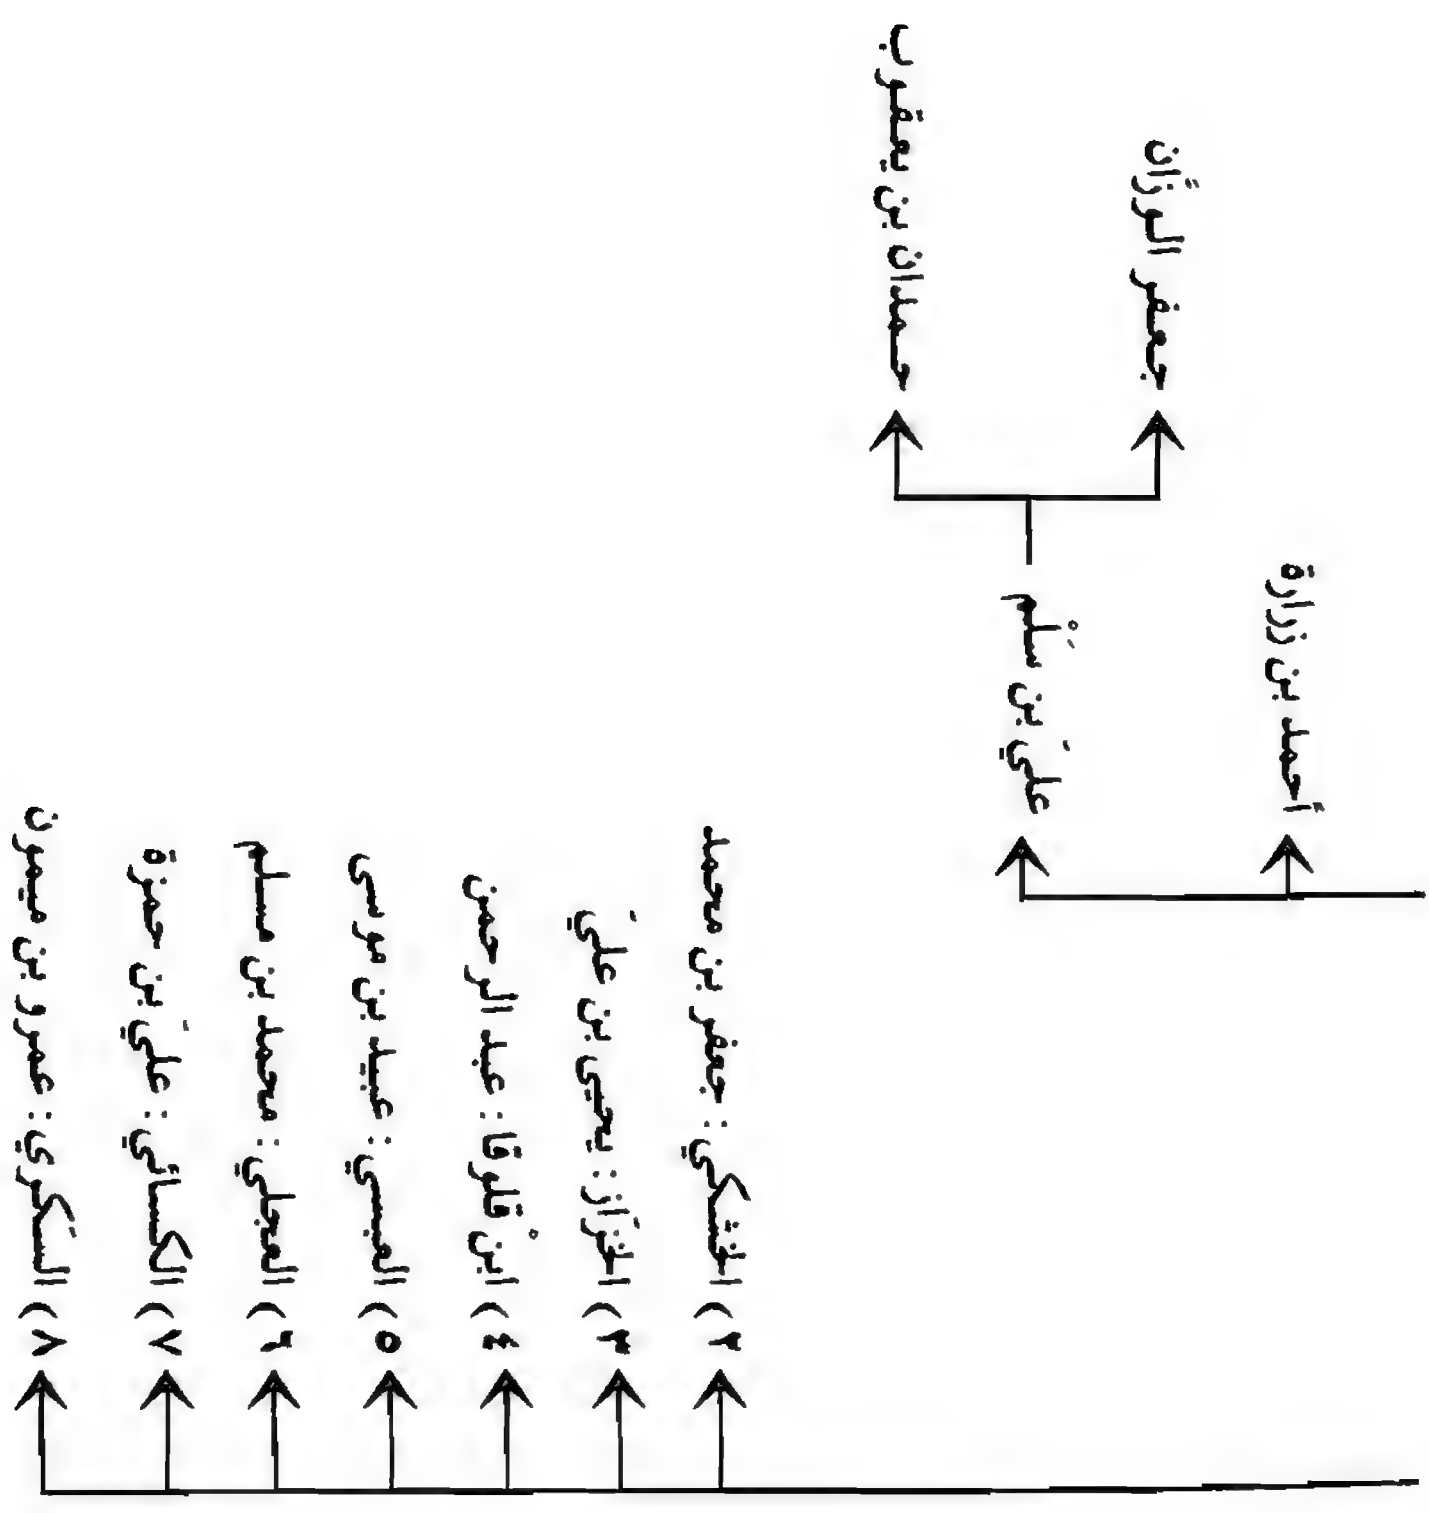 جعفر الوزَّان
حمدان بن يعقوب
أحمد بن زرارة
عليّ بن سَلْم
٢) الخشكي: جعفر بن محمد
٣) الخزَّاز: يحيى بن عليّ
٤) ابن قلوقا: عبد الرحمن
٥) العبسي: عبيد بن موسى
٦) العجلي: محمد بن مسلم
٧) الكسائي: عليّ بن حمزة
٨) السّكوي: عمرو بن ميمون